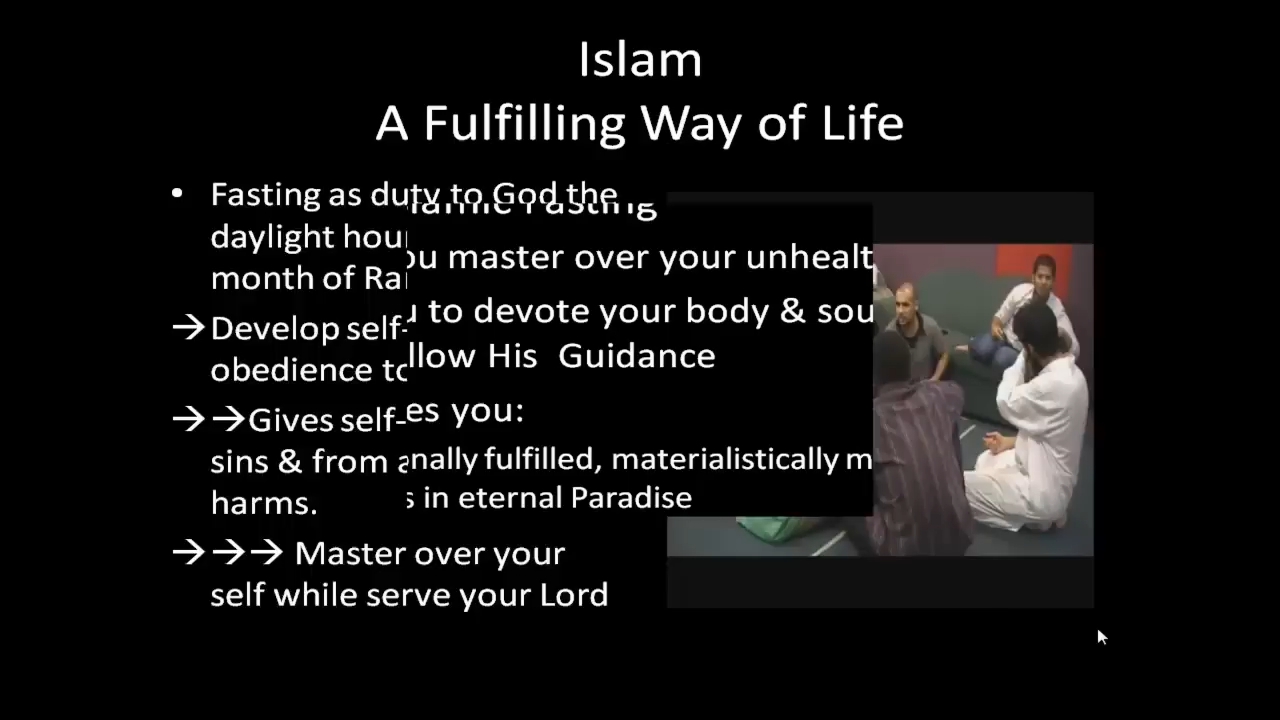 Islam
A Fulfilling Way of Life
• Fasting as duty to God the
daylight hou
month of Ra
→Develop self-
obedience to
→→Gives self-
sins & from a
harms.
→→→ Master over your
self while serve your Lord
Fasting
ou master over your unhealt
u to devote your body & sou
llow His Guidance
es you:
nally fulfilled, materialistically m
s in eternal Paradise